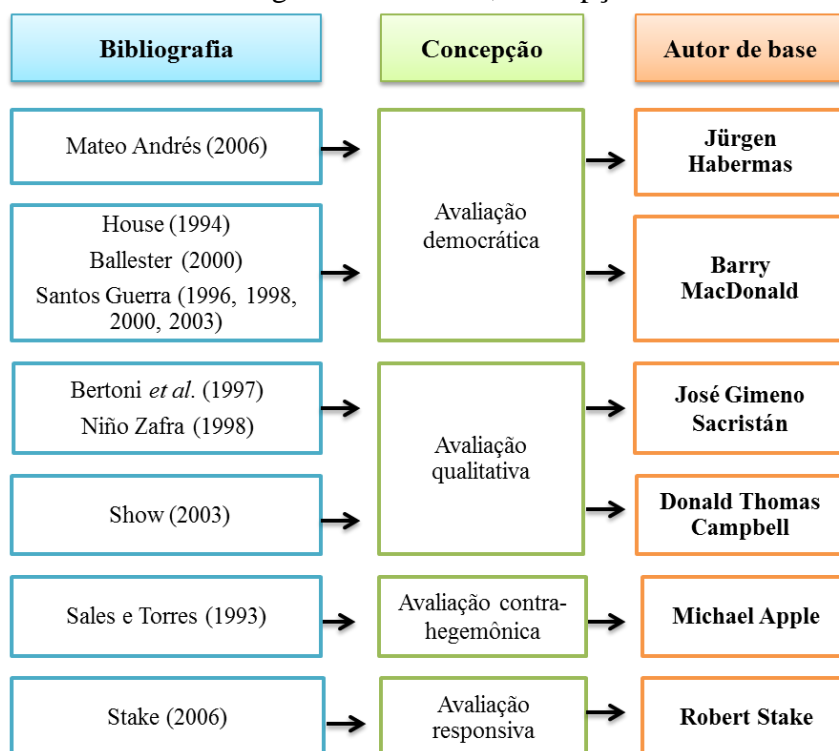 Bibliografia
Concepção
Autor de base
Mateo Andrés (2006)
House (1994)
Ballester (2000)
Santos Guerra (1996, 1998,
2000, 2003)
Avaliação
democrática
Jürgen
Habermas
Barry
MacDonald
Bertoni et al. (1997)
Niño Zafra (1998)
Show (2003)
Avaliação
qualitativa
José Gimeno
Sacristán
Donald Thomas
Campbell
Sales e Torres (1993)
Avaliação contra-
hegemônica
Michael Apple
Stake (2006)
Avaliação
responsiva
Robert Stake